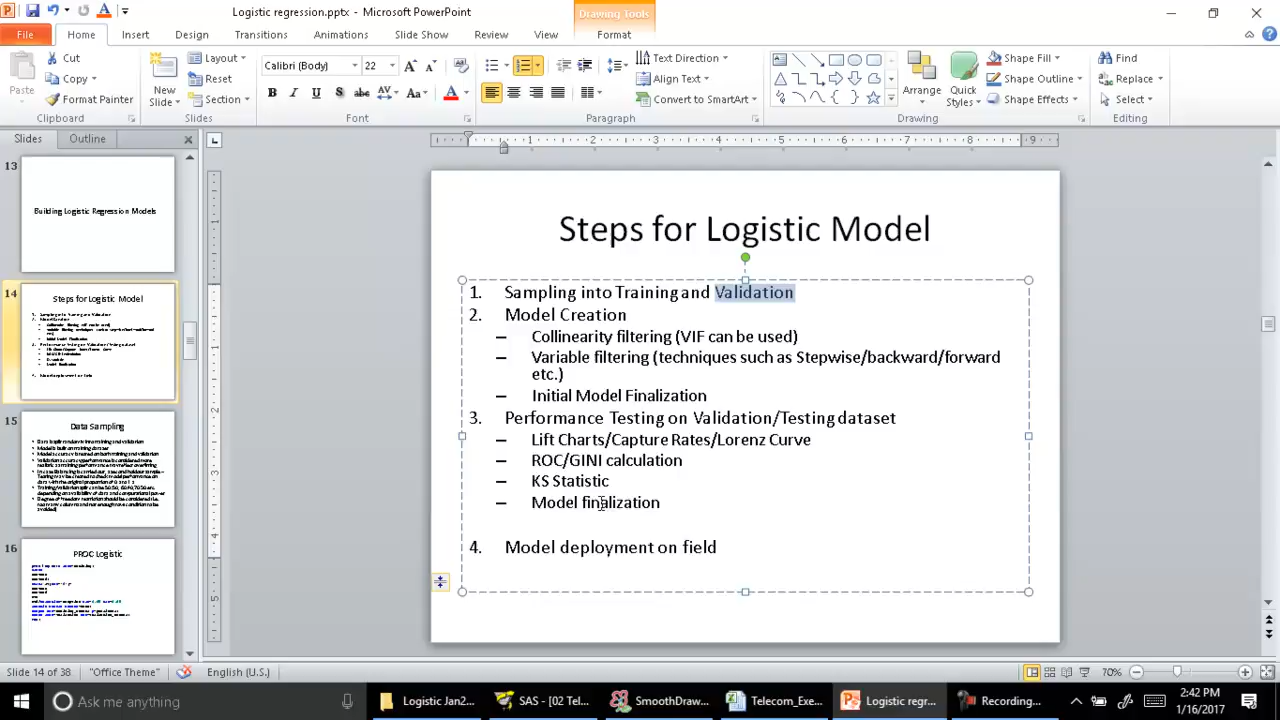 Logistic regression.pptx - Microsoft PowerPoint
Drawing Tools
File Home Insert Design Transitions Animations Slide Show Review View Format
Paste
Cut
Copy
Format Painter
Clipboard
New Slide
Layout
Reset
Section
Slides
Calibri (Body) 22
Font
Text Direction
Align Text
Convert to SmartArt
Paragraph
Arrange
Quick Styles
Shape Fill
Shape Outline
Shape Effects
Drawing
Find
Replace
Select
Editing
Slides Outline
13
Building Logistic Regression Models
14
Steps for Logistic Model
15
Data Sampling
16
PROC Logistic
Steps for Logistic Model
1. Sampling into Training and Validation
2. Model Creation
– Collinearity filtering (VIF can be used)
– Variable filtering (techniques such as Stepwise/backward/forward
etc.)
– Initial Model Finalization
3. Performance Testing on Validation/Testing dataset
– Lift Charts/Capture Rates/Lorenz Curve
– ROC/GINI calculation
– KS Statistic
– Model finalization
4. Model deployment on field
Slide 14 of 38 "Office Theme" English (U.S.) 70%
Ask me anything
Logistic Jan2...
SAS - [02 Tel...
SmoothDraw...
Telecom_Exe...
Logistic regr...
Recording...
2:42 PM
1/16/2017